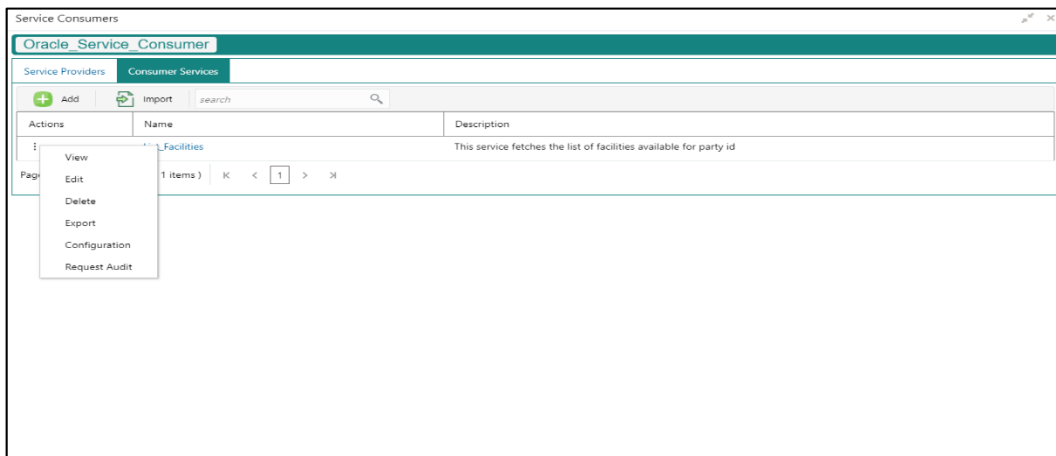 Service Consumers
Oracle_Service_Consumer
Service Providers Consumer Services
Add Import search
Actions Name Description
_Facilities This service fetches the list of facilities available for party id
View
Edit
Delete
Export
Configuration
Request Audit
1 items ) K < 1 > >